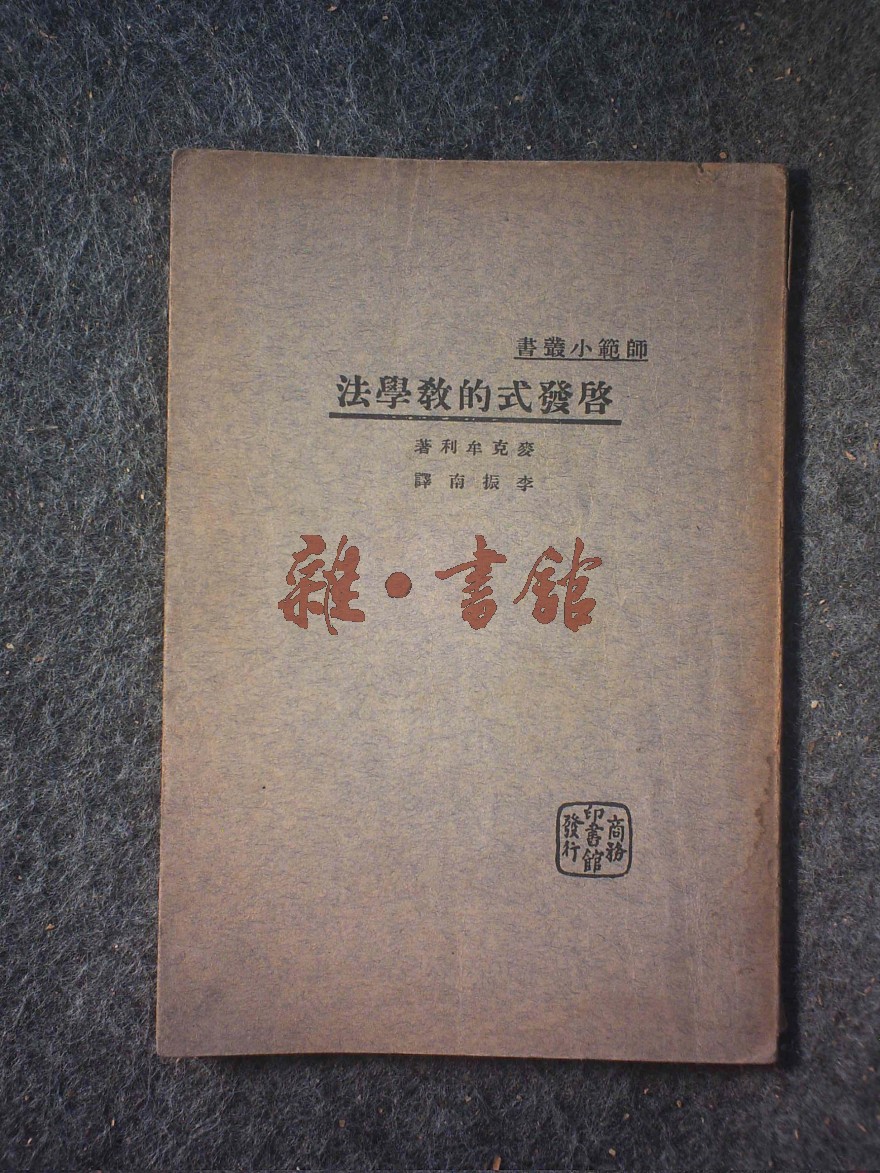 師範小叢書
啓發式的教學法
麥克牟利著
李振南譯
雜·書館
商務
印書館
發行